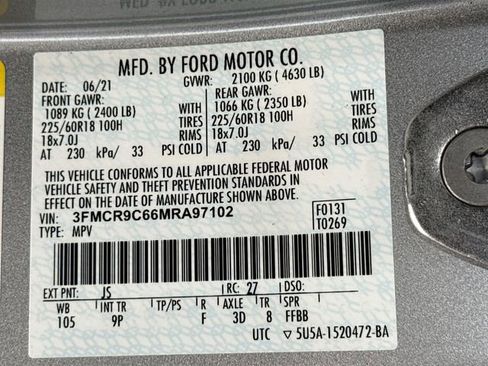 MFD. BY FORD MOTOR CO.
DATE 06/21 GVWR: 2100 KG ( 4630 LB)
FRONT GAWR: REAR GAWR:
1089 KG ( 2400 LB) WITH 1066 KG ( 2350 LB) WITH
225/60R18 100H TIRES 225/60R18 100H TIRES
18x7.0J RIMS 18x7.0J RIMS
AT 230 kPa/ 33 PSI COLD AT 230 kPa/ 33 PSI COLD
THIS VEHICLE CONFORMS TO ALL APPLICABLE FEDERAL MOTOR
VEHICLE SAFETY AND THEFT PREVENTION STANDARDS IN
EFFECT ON THE DATE OF MANUFACTURE SHOWN ABOVE.
VIN: 3FMCR9C66MRA97102 F0131
TYPE: MPV T0269
EXT PNT: JS RC: 27 DSO:
WB INT TR TP/PS R AXLE TR SPR
105 9P F 3D 8 FFBB
UTC ▽5U5A-1520472-BA